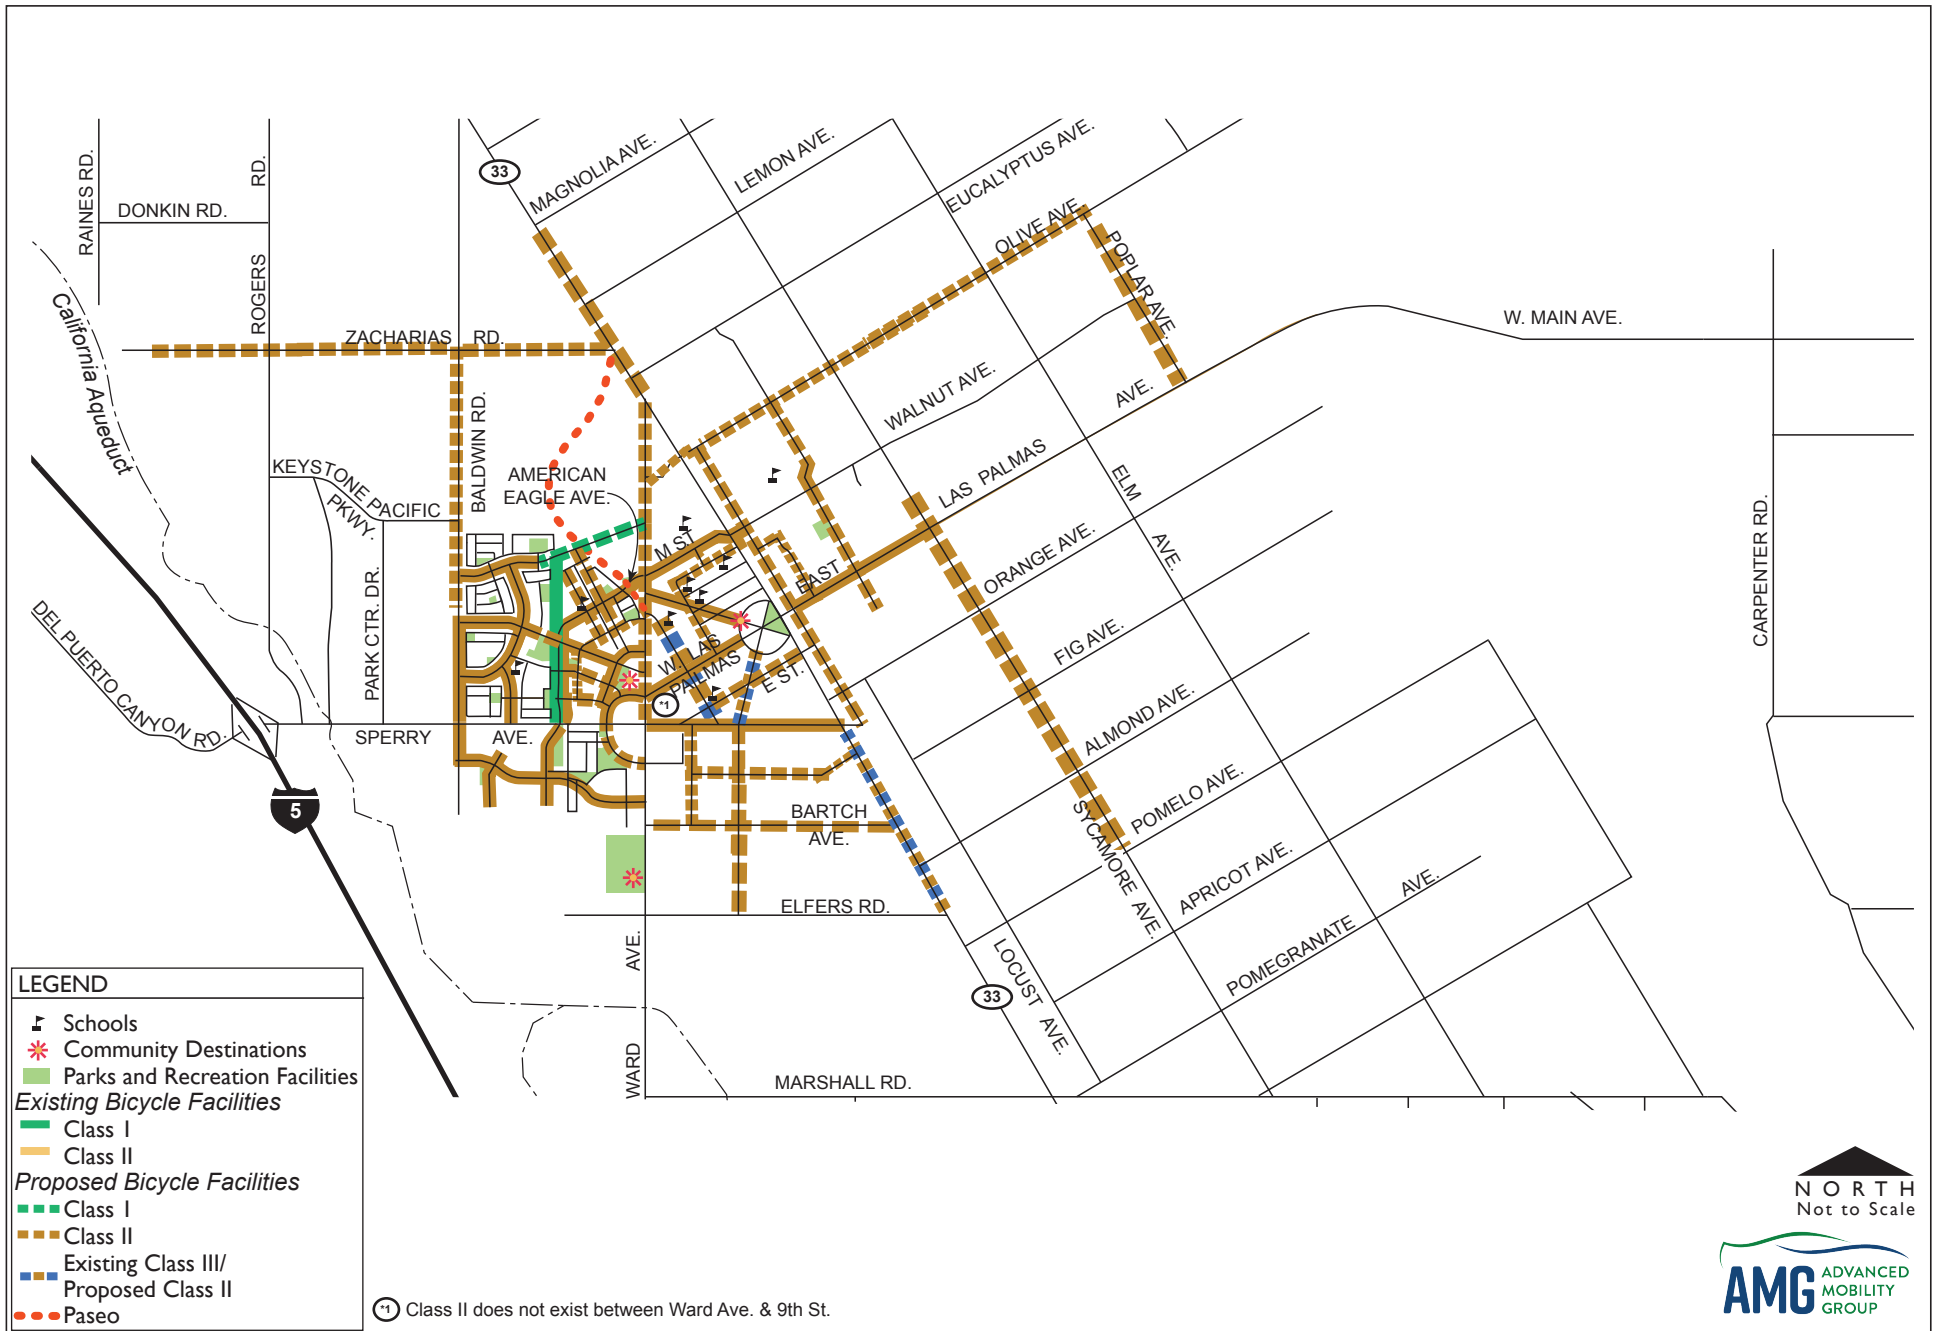 RAINES RD.
DONKIN RD.
ROGERS RD.
33
MAGNOLIA AVE.
LEMON AVE.
EUCALYPTUS AVE.
OLIVE AVE.
POPLAR AVE.
California Aqueduct
ZACHARIAS RD.
W. MAIN AVE.
BALDWIN RD.
WALNUT AVE.
KEYSTONE PACIFIC
PKWY.
AMERICAN
EAGLE AVE.
LAS PALMAS AVE.
ELM AVE.
CARPENTER RD.
M ST.
EAST
ORANGE AVE.
DEL PUERTO CANYON RD.
PARK CTR. DR.
W. LAS
PALMAS
E ST.
*1
FIG AVE.
SPERRY AVE.
ALMOND AVE.
5
BARTCH
AVE.
POMELO AVE.
SYCAMORE AVE.
APRICOT AVE.
ELFERS RD.
POMEGRANATE AVE.
WARD AVE.
33
LOCUST AVE.
MARSHALL RD.
LEGEND
Schools
Community Destinations
Parks and Recreation Facilities
Existing Bicycle Facilities
Class I
Class II
Proposed Bicycle Facilities
Class I
Class II
Existing Class III/
Proposed Class II
Paseo
*1 Class II does not exist between Ward Ave. & 9th St.
NORTH
Not to Scale
AMG
ADVANCED
MOBILITY
GROUP